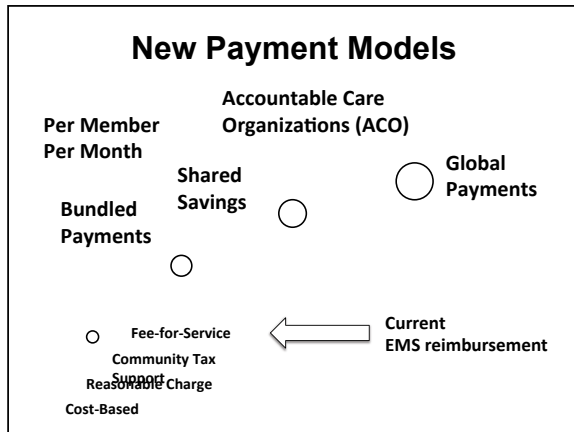 New Payment Models
Accountable Care
Organizations (ACO)
Per Member
Per Month
Global
Payments
Shared
Savings
Bundled
Payments
Current
EMS reimbursement
Fee-for-Service
Community Tax
Support
Reasonable Charge
Cost-Based